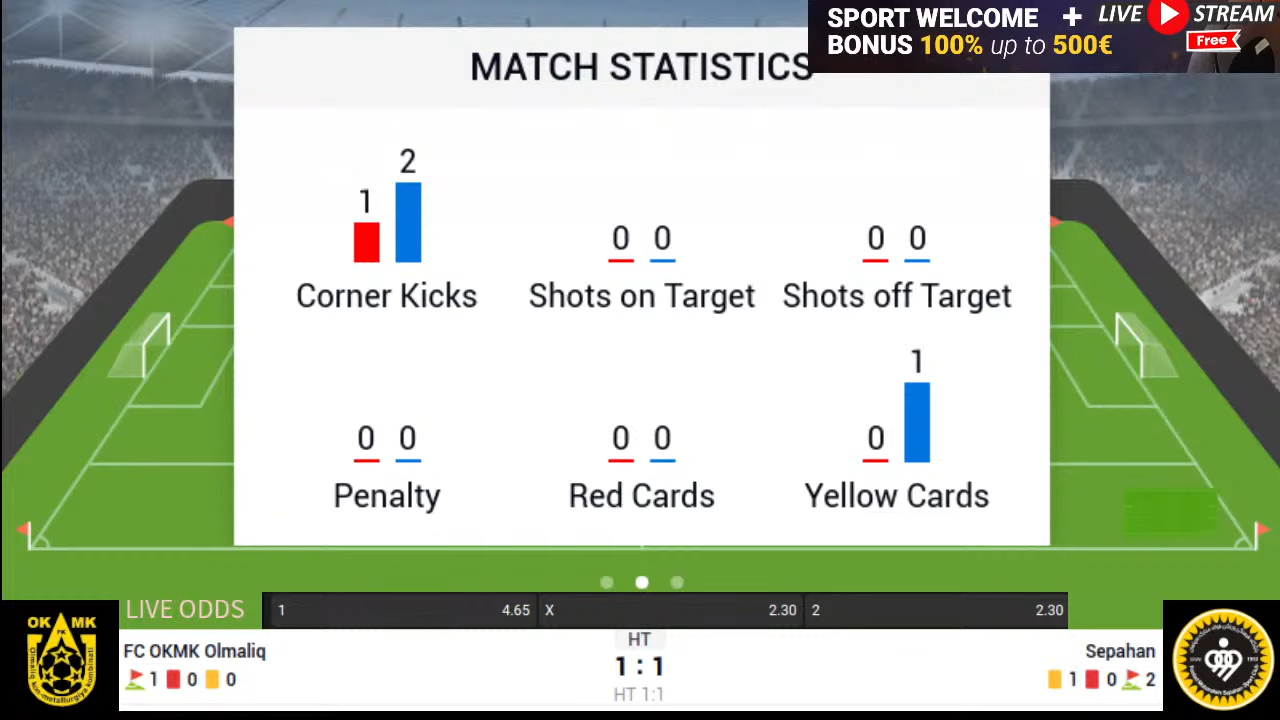 SPORT WELCOME + LIVE STREAM
BONUS 100% up to 500€ Free
MATCH STATISTICS
1 2
Corner Kicks
0 0
Shots on Target
0 0
Shots off Target
0 0
Penalty
0 0
Red Cards
0 1
Yellow Cards
LIVE ODDS 1 4.65 X 2.30 2 2.30
OK MK
FC
FC OKMK Olmaliq
1 0 0
HT
1 : 1
HT 1:1
Sepahan
1 0 2